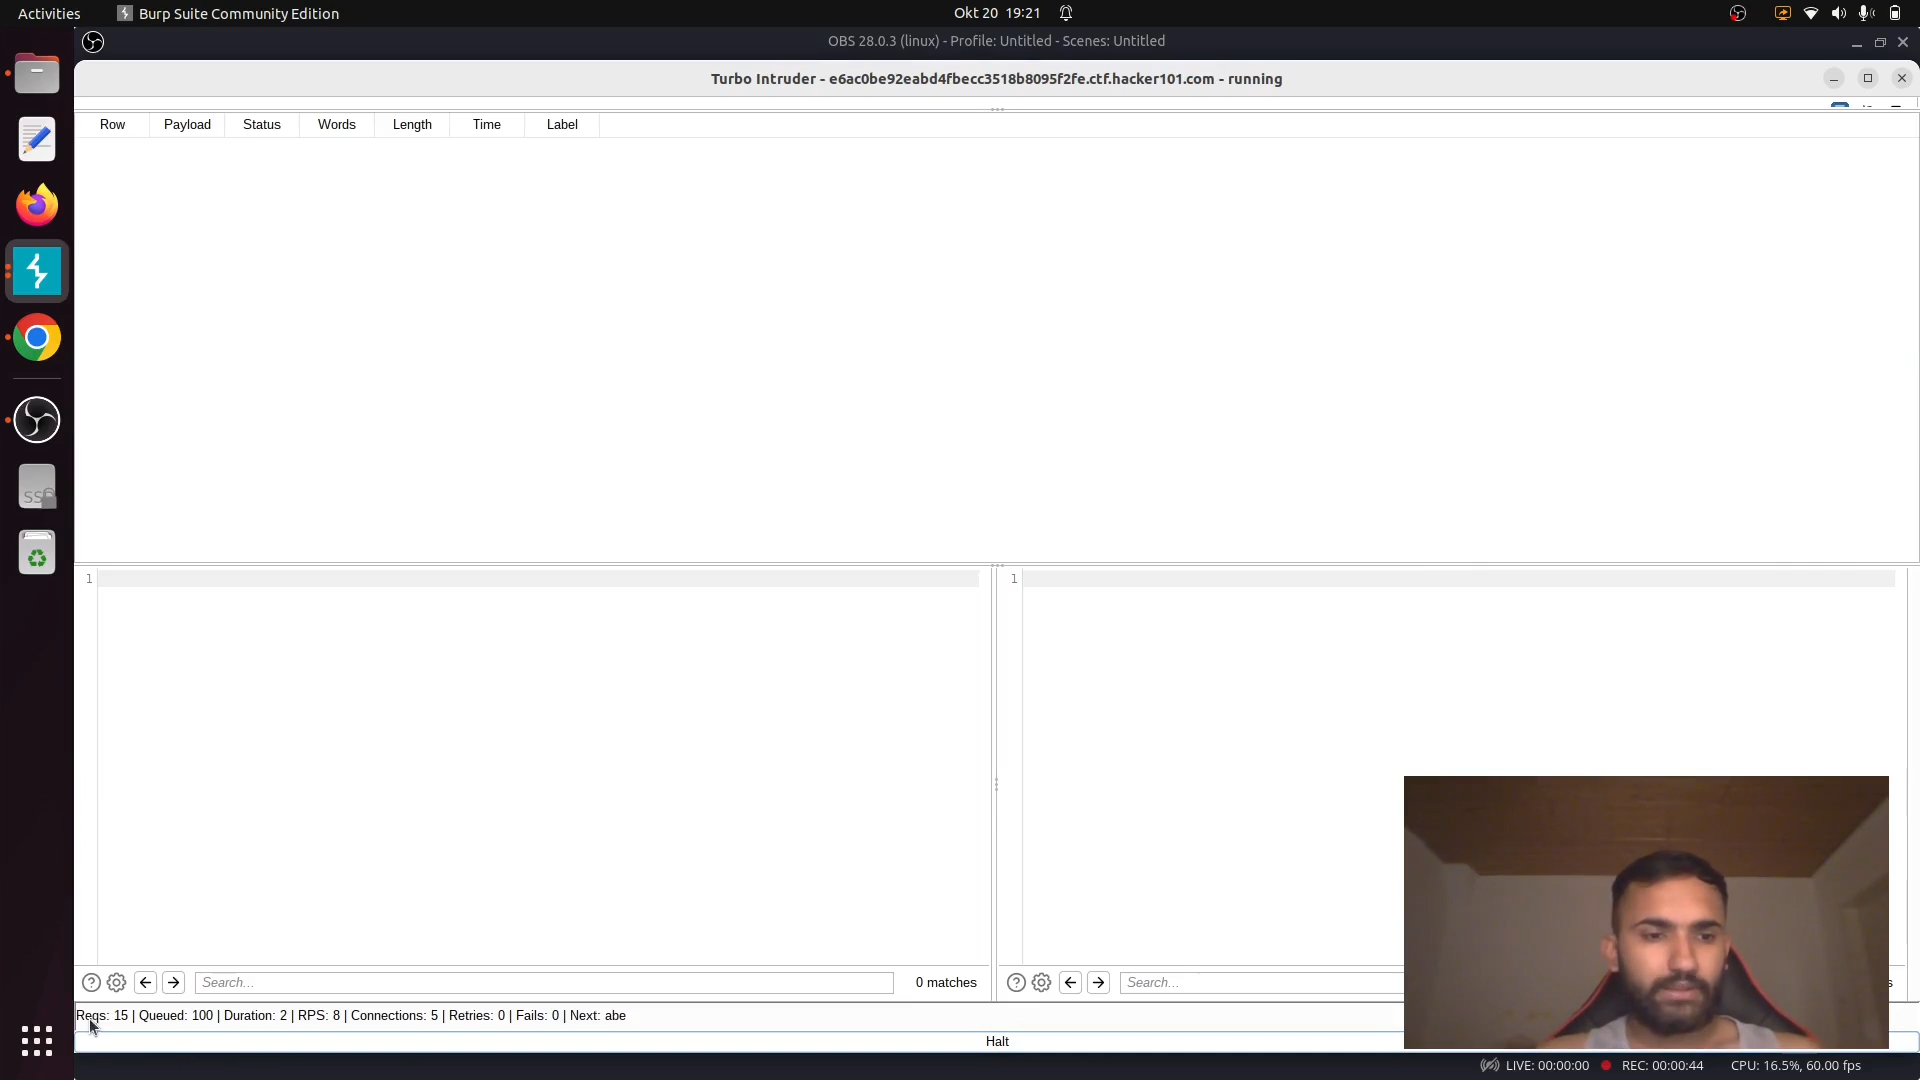 Activities
Burp Suite Community Edition
Okt 20 19:21
OBS 28.0.3 (linux) - Profile: Untitled - Scenes: Untitled
Turbo Intruder - e6ac0be92eabd4fbecc3518b8095f2fe.ctf.hacker101.com - running
Row Payload Status Words Length Time Label
1
1
Search...
0 matches
Search...
s
Reqs: 15 | Queued: 100 | Duration: 2 | RPS: 8 | Connections: 5 | Retries: 0 | Fails: 0 | Next: abe
Halt
LIVE: 00:00:00
REC: 00:00:44
CPU: 16.5%, 60.00 fps